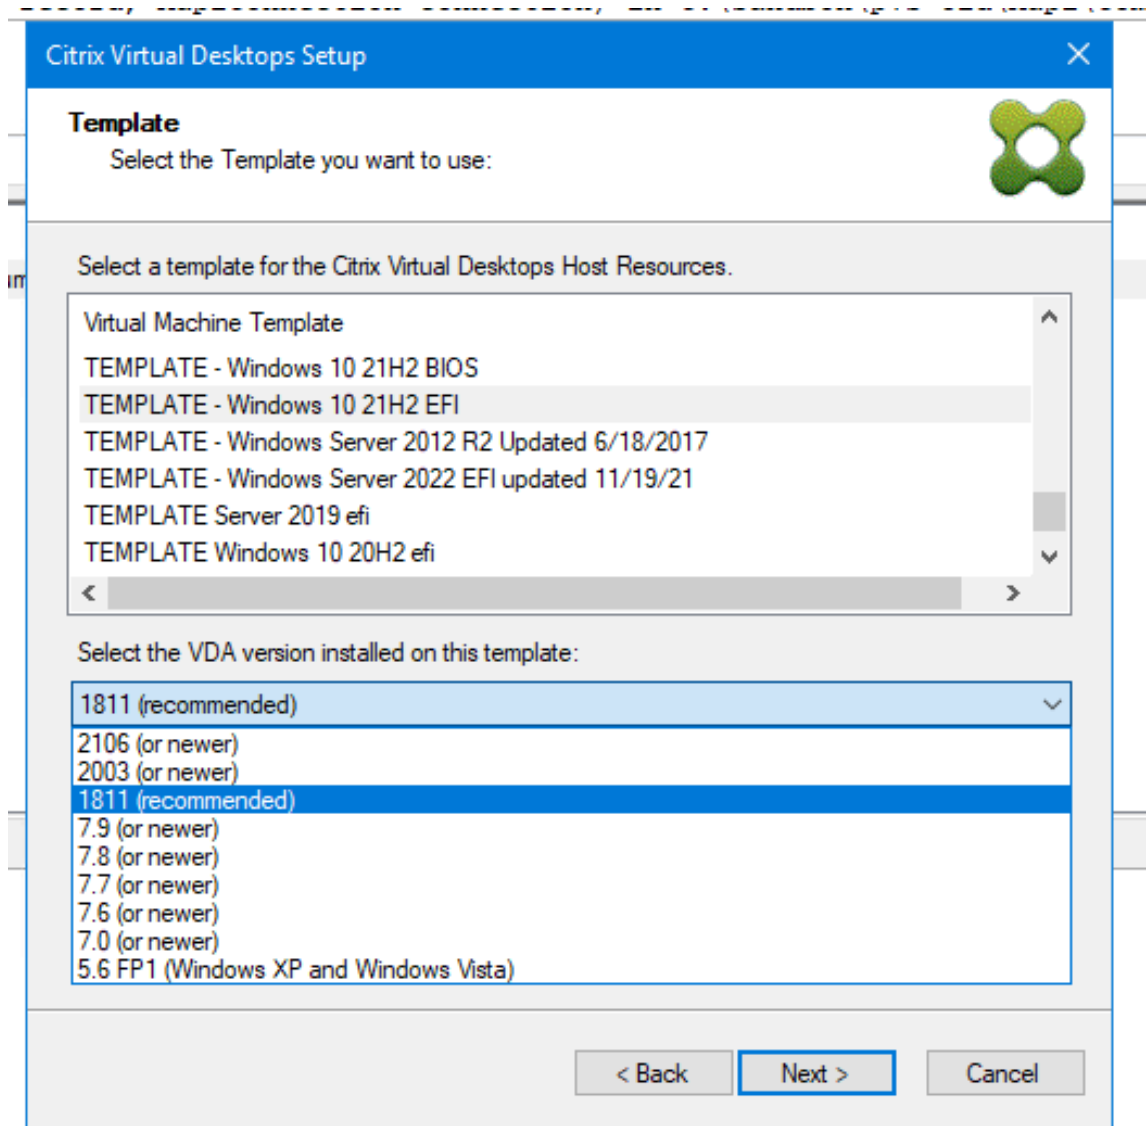 Citrix Virtual Desktops Setup
Template
Select the Template you want to use:
Select a template for the Citrix Virtual Desktops Host Resources.
Virtual Machine Template
TEMPLATE - Windows 10 21H2 BIOS
TEMPLATE - Windows 10 21H2 EFI
TEMPLATE - Windows Server 2012 R2 Updated 6/18/2017
TEMPLATE - Windows Server 2022 EFI updated 11/19/21
TEMPLATE Server 2019 efi
TEMPLATE Windows 10 20H2 efi
Select the VDA version installed on this template:
1811 (recommended)
2106 (or newer)
2003 (or newer)
1811 (recommended)
7.9 (or newer)
7.8 (or newer)
7.7 (or newer)
7.6 (or newer)
7.0 (or newer)
5.6 FP1 (Windows XP and Windows Vista)
< Back Next > Cancel